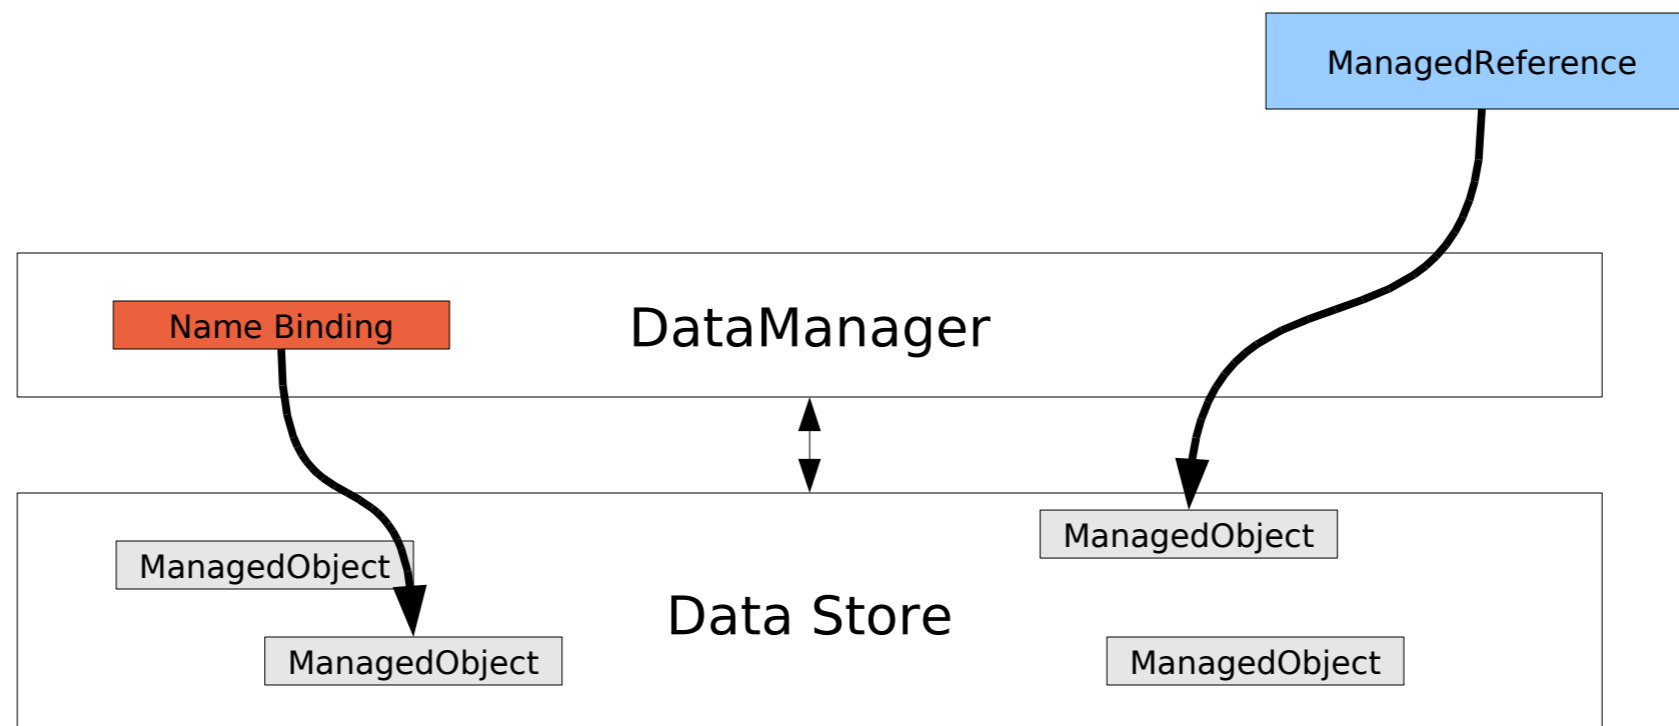 ManagedReference
Name Binding
DataManager
ManagedObject
ManagedObject
Data Store
ManagedObject
ManagedObject